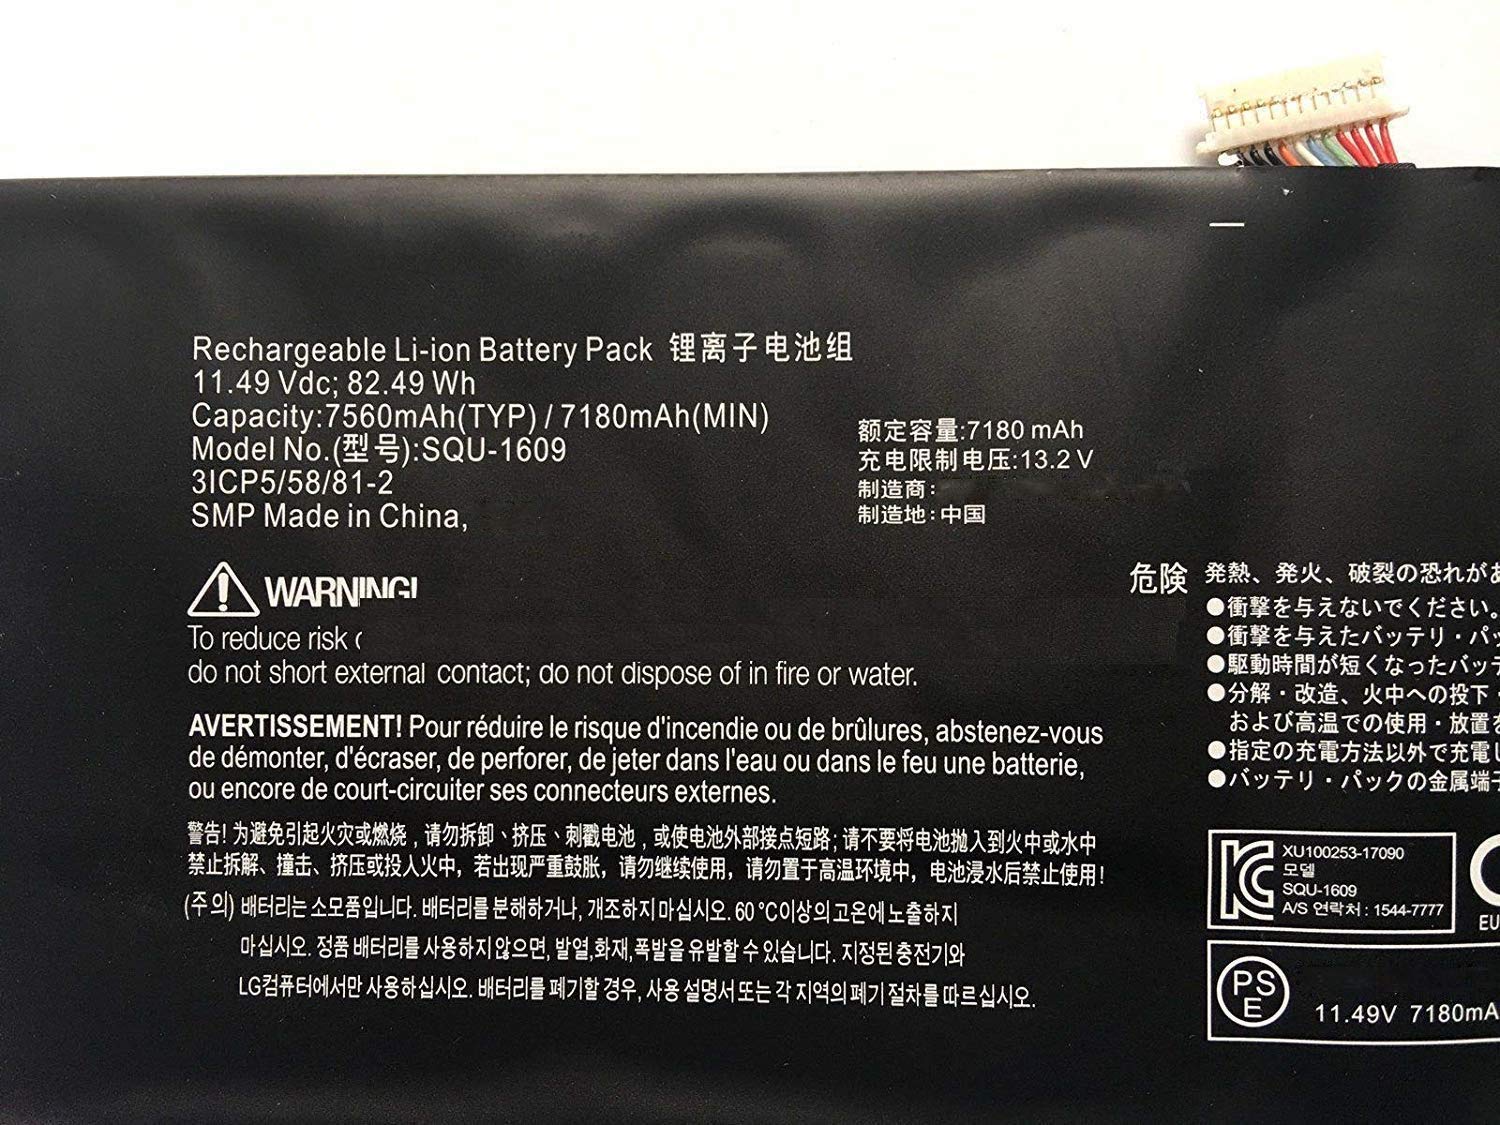 Rechargeable Li-ion Battery Pack 锂离子电池组
11.49 Vdc; 82.49 Wh
Capacity:7560mAh(TYP) / 7180mAh(MIN)
Model No.(型号):SQU-1609
3ICP5/58/81-2
SMP Made in China,
额定容量:7180 mAh
充电限制电压:13.2 V
制造商:
制造地:中国
WARNING!
To reduce risk
do not short external contact; do not dispose of in fire or water.
AVERTISSEMENT! Pour réduire le risque d'incendie ou de brûlures, abstenez-vous
de démonter, d'écraser, de perforer, de jeter dans l'eau ou dans le feu une batterie,
ou encore de court-circuiter ses connecteurs externes.
警告! 为避免引起火灾或燃烧，请勿拆卸、挤压、刺戳电池，或使电池外部接点短路; 请不要将电池抛入到火中或水中
禁止拆解、撞击、挤压或投入火中，若出现严重鼓胀，请勿继续使用，请勿置于高温环境中，电池浸水后禁止使用!
(주의) 배터리는 소모품입니다. 배터리를 분해하거나, 개조하지 마십시오. 60 °C이상의 고온에 노출하지
마십시오. 정품 배터리를 사용하지 않으면, 발열,화재,폭발을 유발할 수 있습니다. 지정된 충전기와
LG컴퓨터에서만 사용하십시오. 배터리를 폐기할 경우, 사용 설명서 또는 각 지역의 폐기 절차를 따르십시오.
危険 発熱、発火、破裂の恐れがあ
●衝撃を与えないでください。
●衝撃を与えたバッテリ・パッ
●駆動時間が短くなったバッテ
●分解・改造、火中への投下・
および高温での使用・放置を
●指定の充電方法以外で充電し
●バッテリ・パックの金属端子
XU100253-17090
모델
SQU-1609
A/S 연락처 : 1544-7777
EU
PS
E
11.49V 7180mA